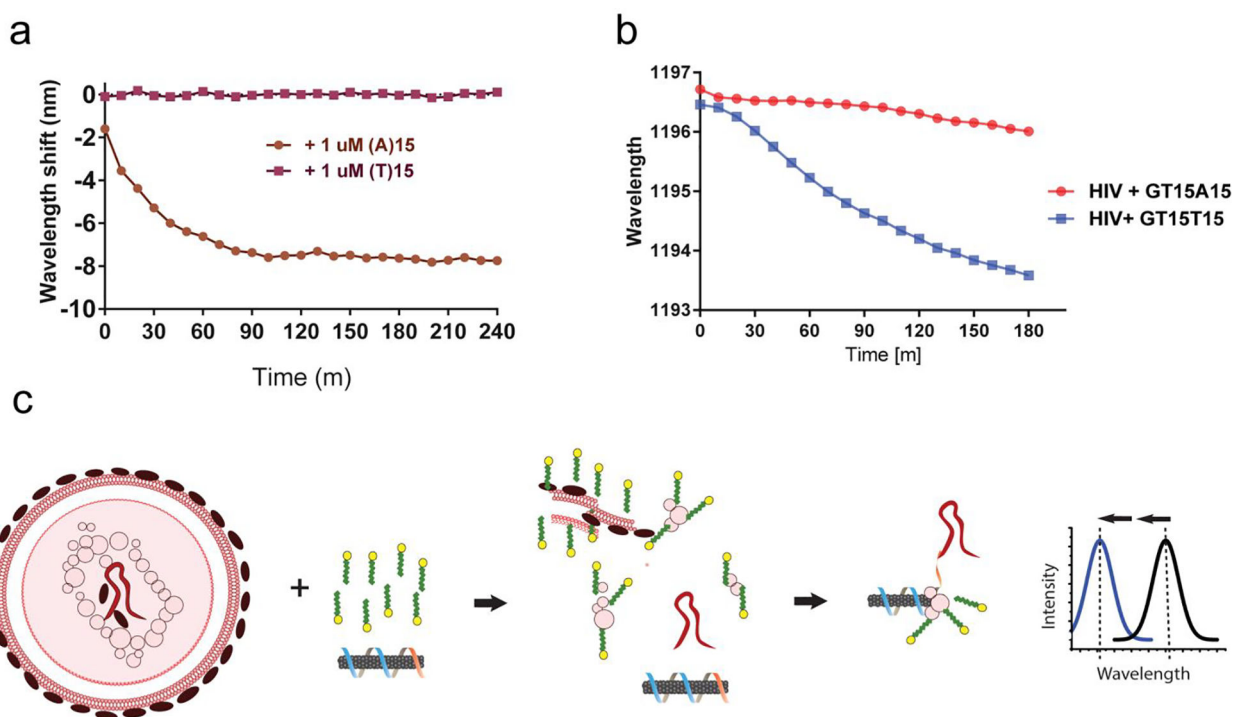 a
Wavelength shift (nm)
0
-2
-4
-6
-8
-10
+ 1 uM (A)15
+ 1 uM (T)15
0 30 60 90 120 150 180 210 240
Time (m)
b
Wavelength
1197
1196
1195
1194
1193
HIV + GT15A15
HIV+ GT15T15
0 30 60 90 120 150 180
Time [m]
c
+
Intensity
Wavelength